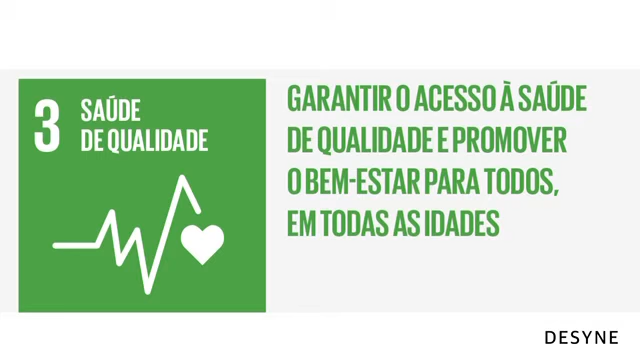 3
SAÚDE
DE QUALIDADE
GARANTIR O ACESSO À SAÚDE
DE QUALIDADE E PROMOVER
O BEM-ESTAR PARA TODOS,
EM TODAS AS IDADES
DESYNE